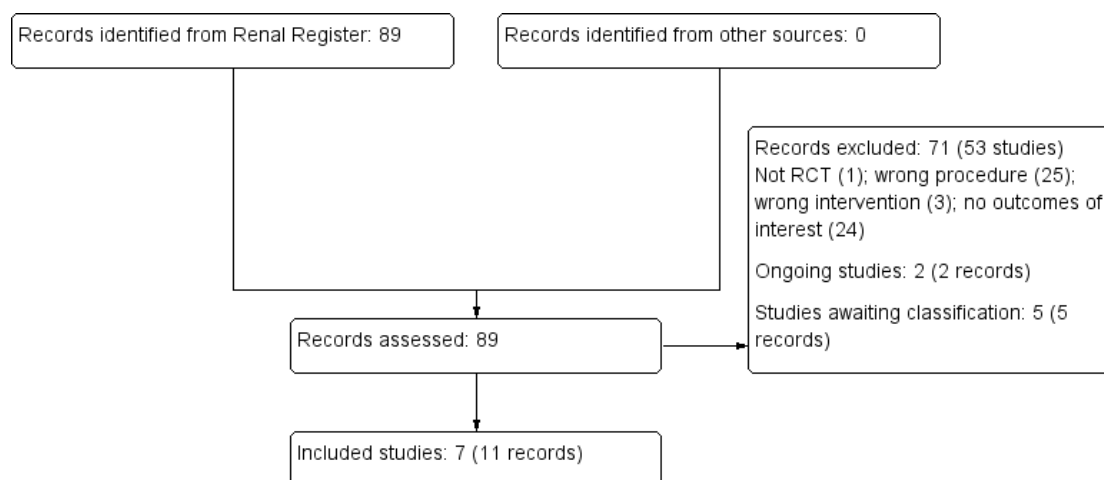 Records identified from Renal Register: 89
Records identified from other sources: 0
Records excluded: 71 (53 studies)
Not RCT (1); wrong procedure (25);
wrong intervention (3); no outcomes of
interest (24)
Ongoing studies: 2 (2 records)
Studies awaiting classification: 5 (5
records)
Records assessed: 89
Included studies: 7 (11 records)